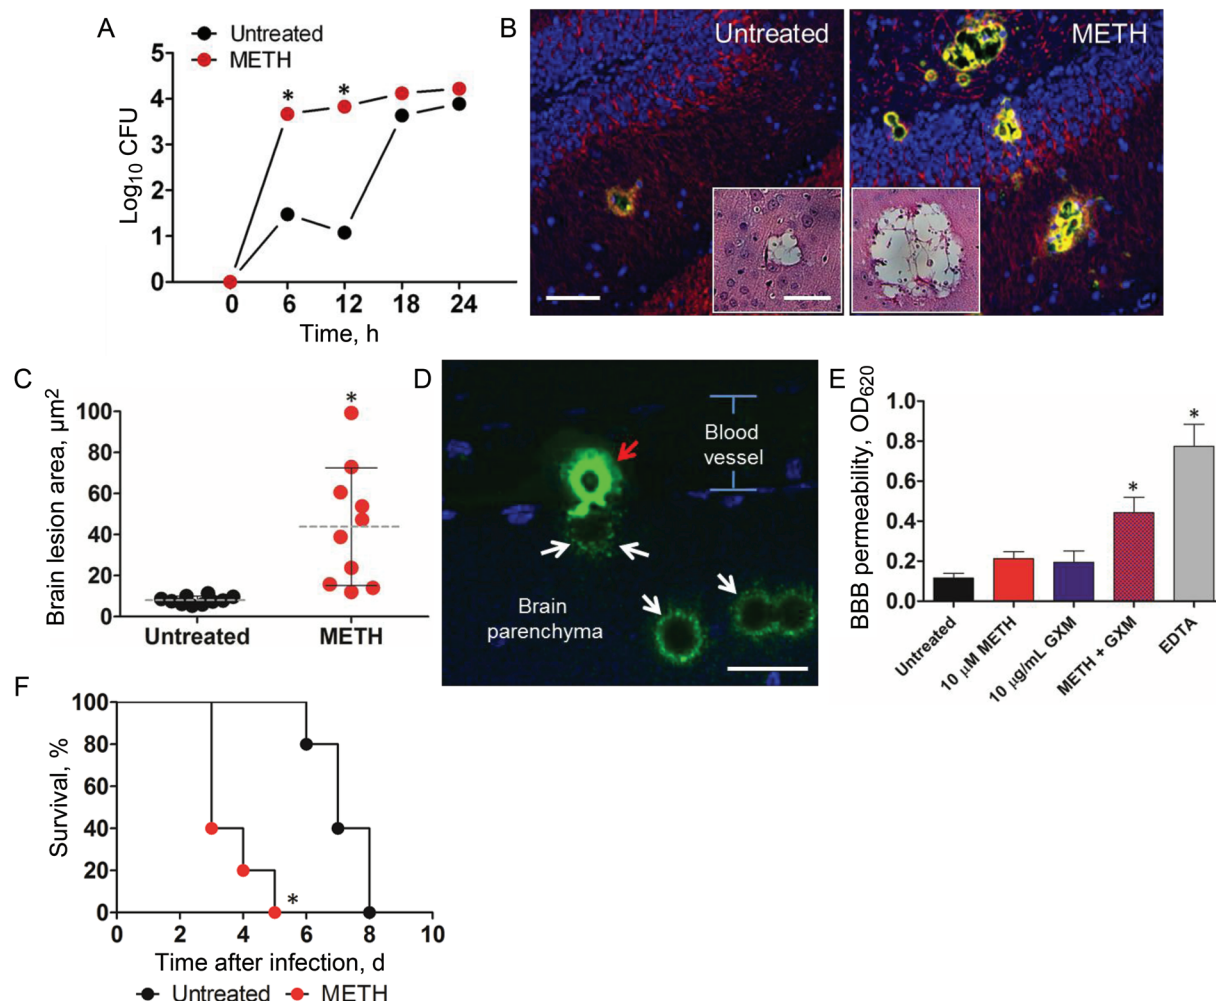 A
Untreated
METH
Log10 CFU
5
4
3
2
1
0
*
*
0 6 12 18 24
Time, h
B
Untreated
METH
C
Brain lesion area, µm2
100
80
60
40
20
0
*
Untreated METH
D
Blood
vessel
Brain
parenchyma
E
BBB permeability, OD620
1.0
0.8
0.6
0.4
0.2
0.0
*
*
Untreated
10 µM METH
10 µg/mL GXM
METH + GXM
EDTA
F
Survival, %
100
80
60
40
20
0
*
0 2 4 6 8 10
Time after infection, d
Untreated METH